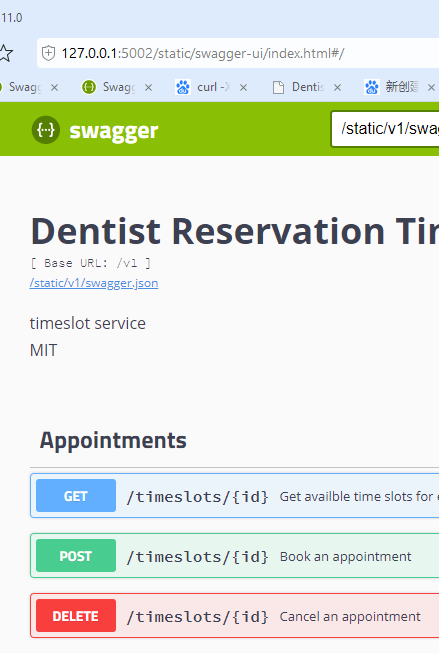 11.0
127.0.0.1:5002/static/swagger-ui/index.html#/
Swagg × Swagg × curl -X × Dentis × 新创建 ×
swagger
/static/v1/swag
Dentist Reservation Tim
[ Base URL: /v1 ]
/static/v1/swagger.json
timeslot service
MIT
Appointments
GET /timeslots/{id} Get availble time slots for
POST /timeslots/{id} Book an appointment
DELETE /timeslots/{id} Cancel an appointment